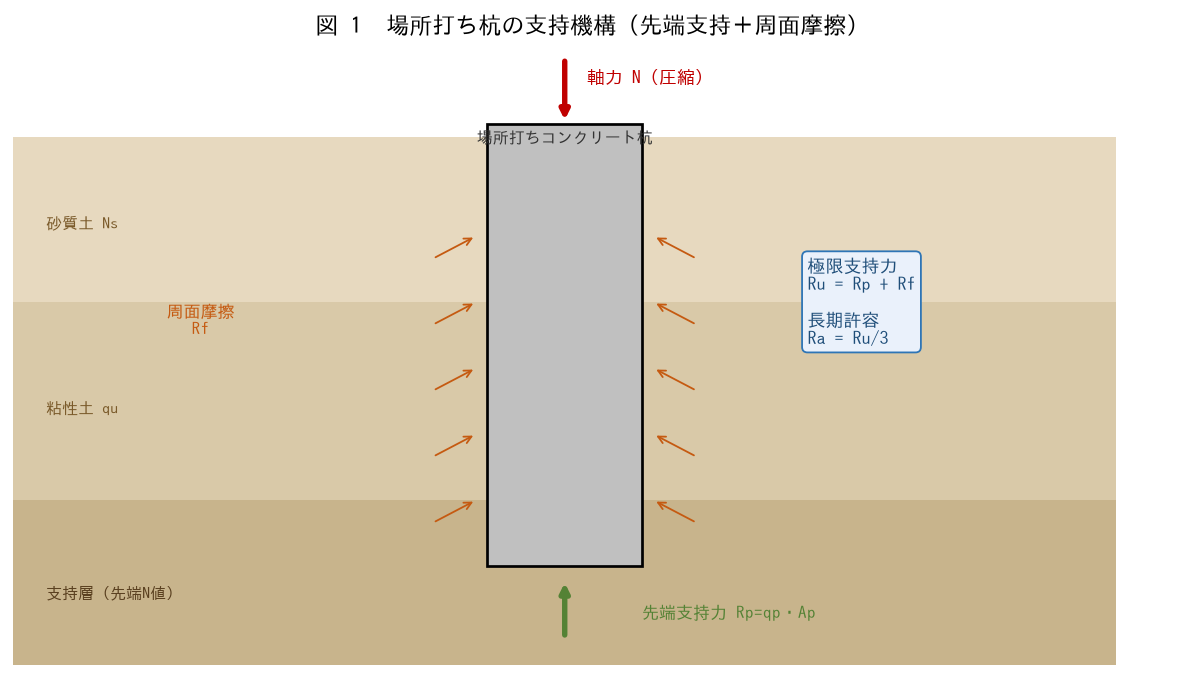 図 1　場所打ち杭の支持機構（先端支持＋周面摩擦）
軸力 N（圧縮）
場所打ちコンクリート杭
砂質土 Ns
極限支持力
Ru = Rp + Rf
長期許容
Ra = Ru/3
周面摩擦
Rf
粘性土 qu
支持層（先端N値）
先端支持力 Rp=qp・Ap